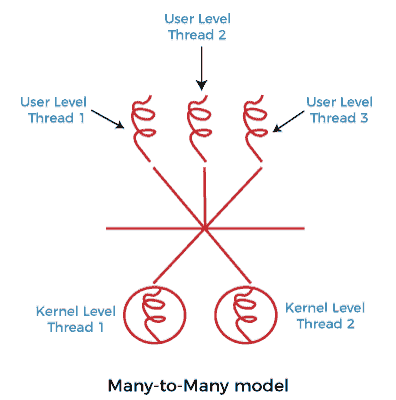 User Level
Thread 2
User Level
Thread 1
User Level
Thread 3
Kernel Level
Thread 1
Kernel Level
Thread 2
Many-to-Many model